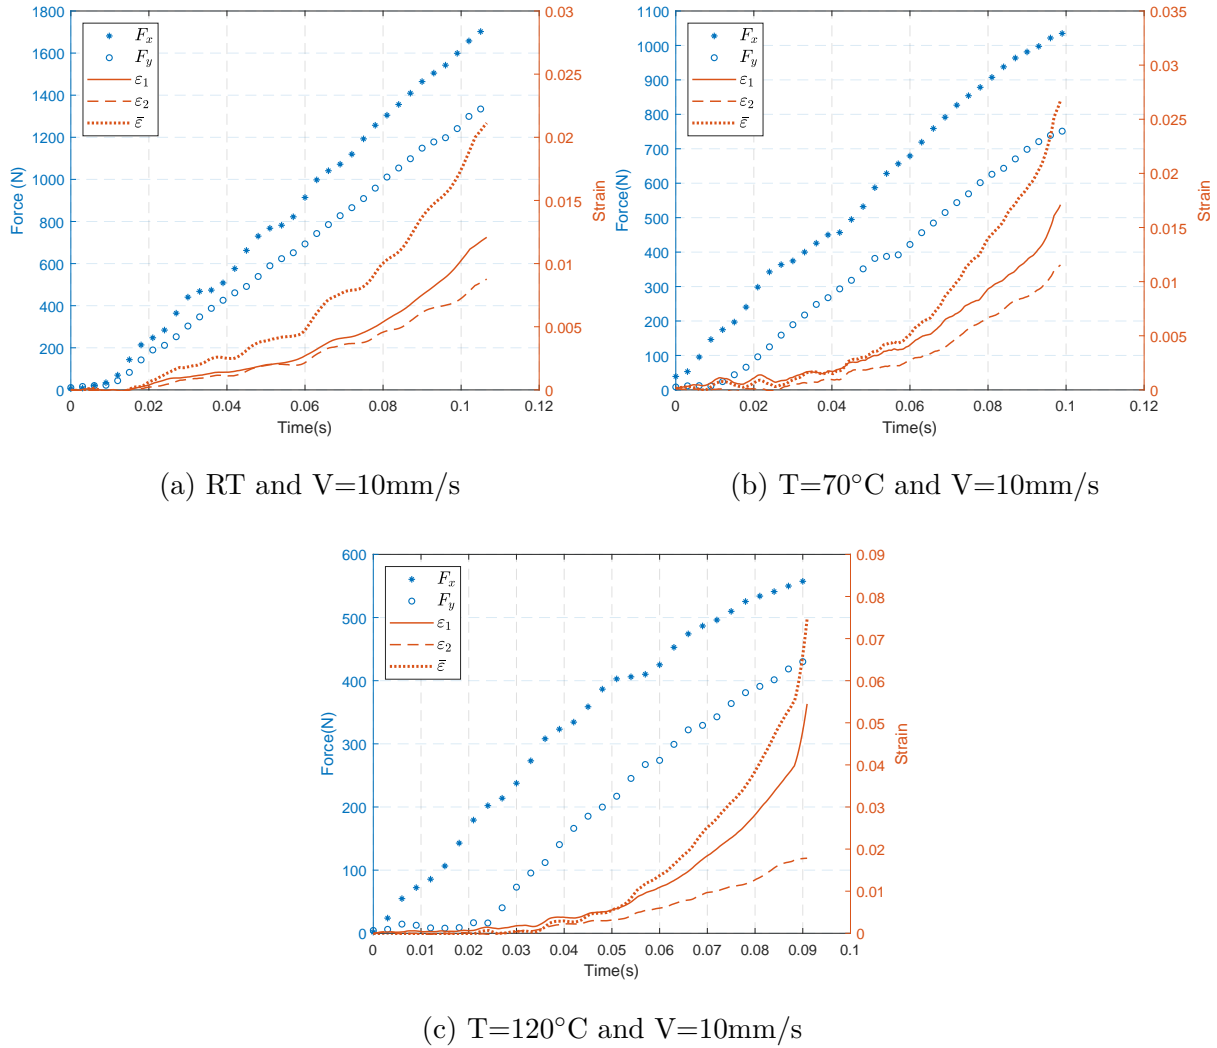 1800
1600
1400
1200
1000
800
600
400
200
0
Force (N)
F_x
F_y
ε_1
ε_2
ε̄
0.03
0.025
0.02
0.015
0.01
0.005
0
Strain
0 0.02 0.04 0.06 0.08 0.1 0.12
Time(s)
(a) RT and V=10mm/s
1100
1000
900
800
700
600
500
400
300
200
100
0
Force(N)
F_x
F_y
ε_1
ε_2
ε̄
0.035
0.03
0.025
0.02
0.015
0.01
0.005
0
Strain
0 0.02 0.04 0.06 0.08 0.1 0.12
Time(s)
(b) T=70°C and V=10mm/s
600
500
400
300
200
100
0
Force(N)
F_x
F_y
ε_1
ε_2
ε̄
0.09
0.08
0.07
0.06
0.05
0.04
0.03
0.02
0.01
0
Strain
0 0.01 0.02 0.03 0.04 0.05 0.06 0.07 0.08 0.09 0.1
Time(s)
(c) T=120°C and V=10mm/s